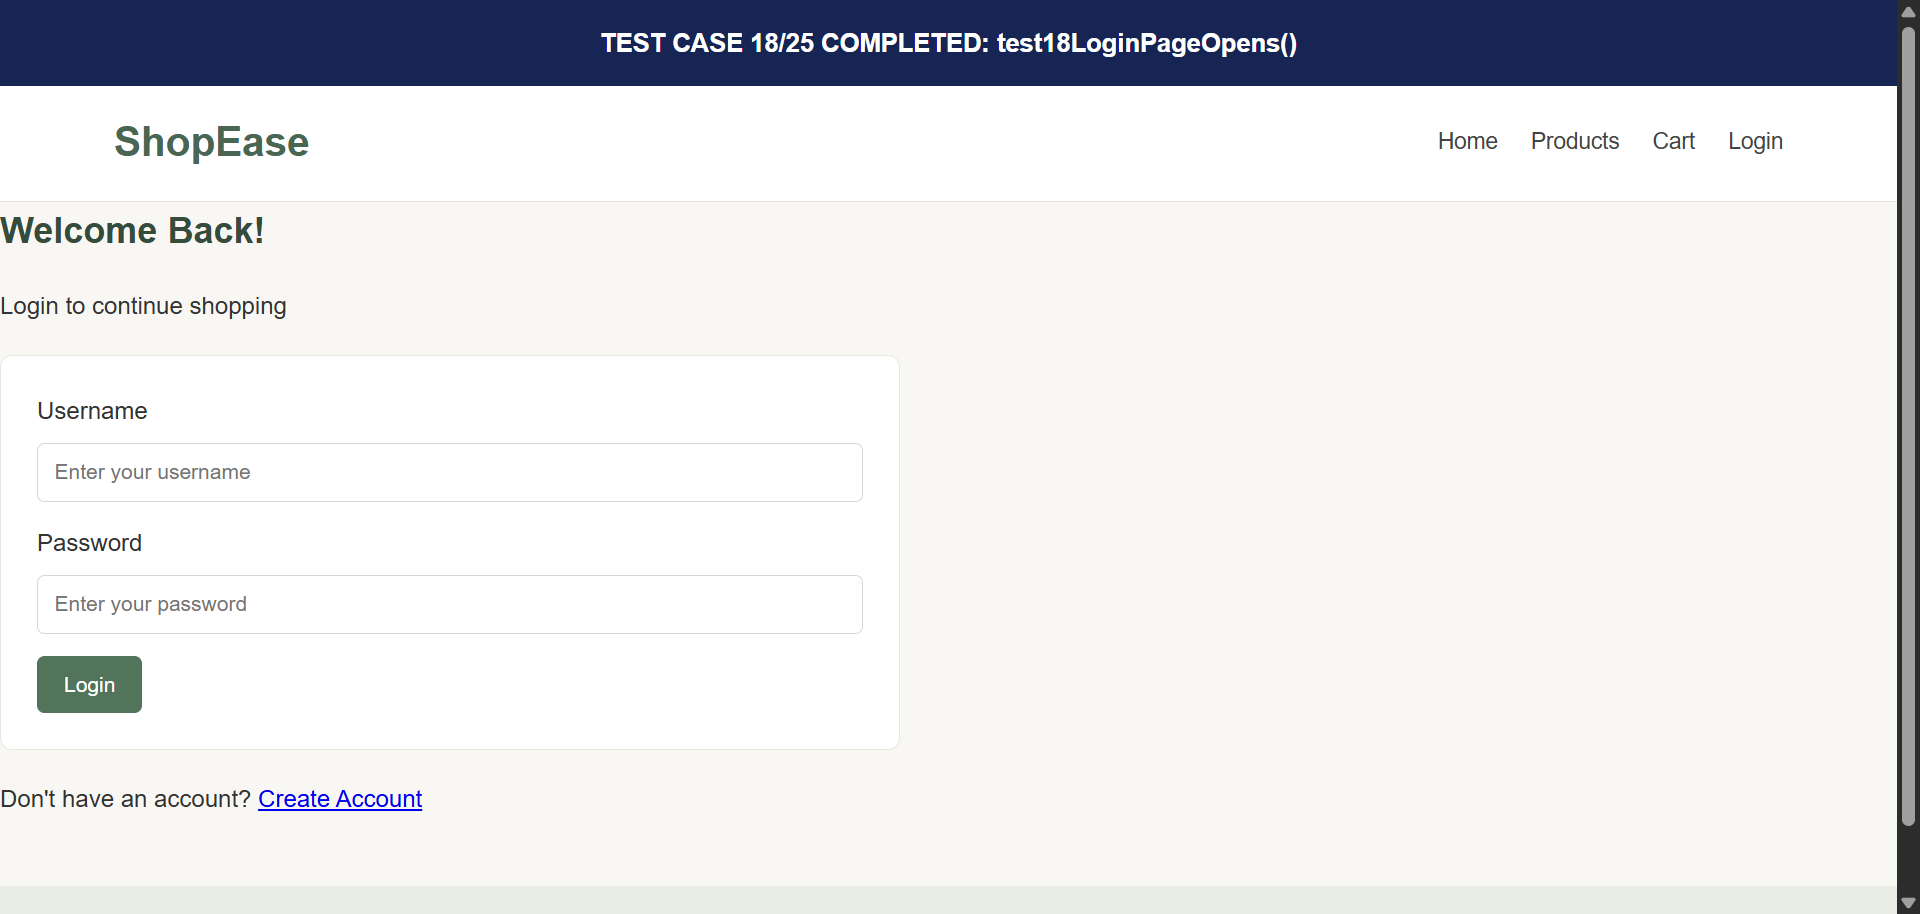 TEST CASE 18/25 COMPLETED: test18LoginPageOpens()
ShopEase
Home Products Cart Login
Welcome Back!
Login to continue shopping
Username
Enter your username
Password
Enter your password
Login
Don't have an account? Create Account